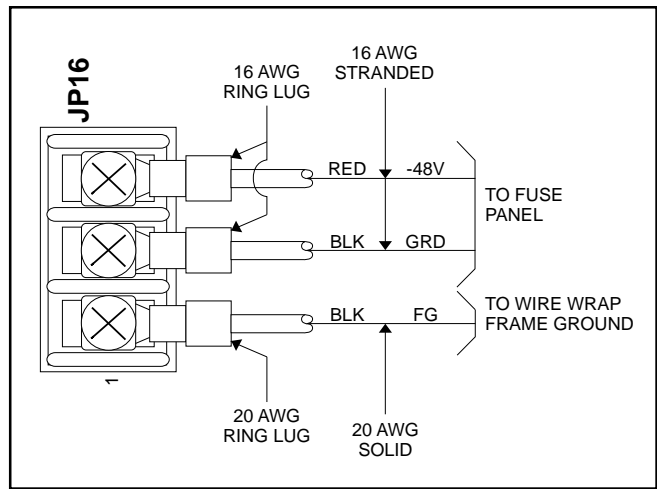 JP16
16 AWG
RING LUG
16 AWG
STRANDED
RED -48V
BLK GRD
TO FUSE
PANEL
BLK FG
TO WIRE WRAP
FRAME GROUND
1
20 AWG
RING LUG
20 AWG
SOLID